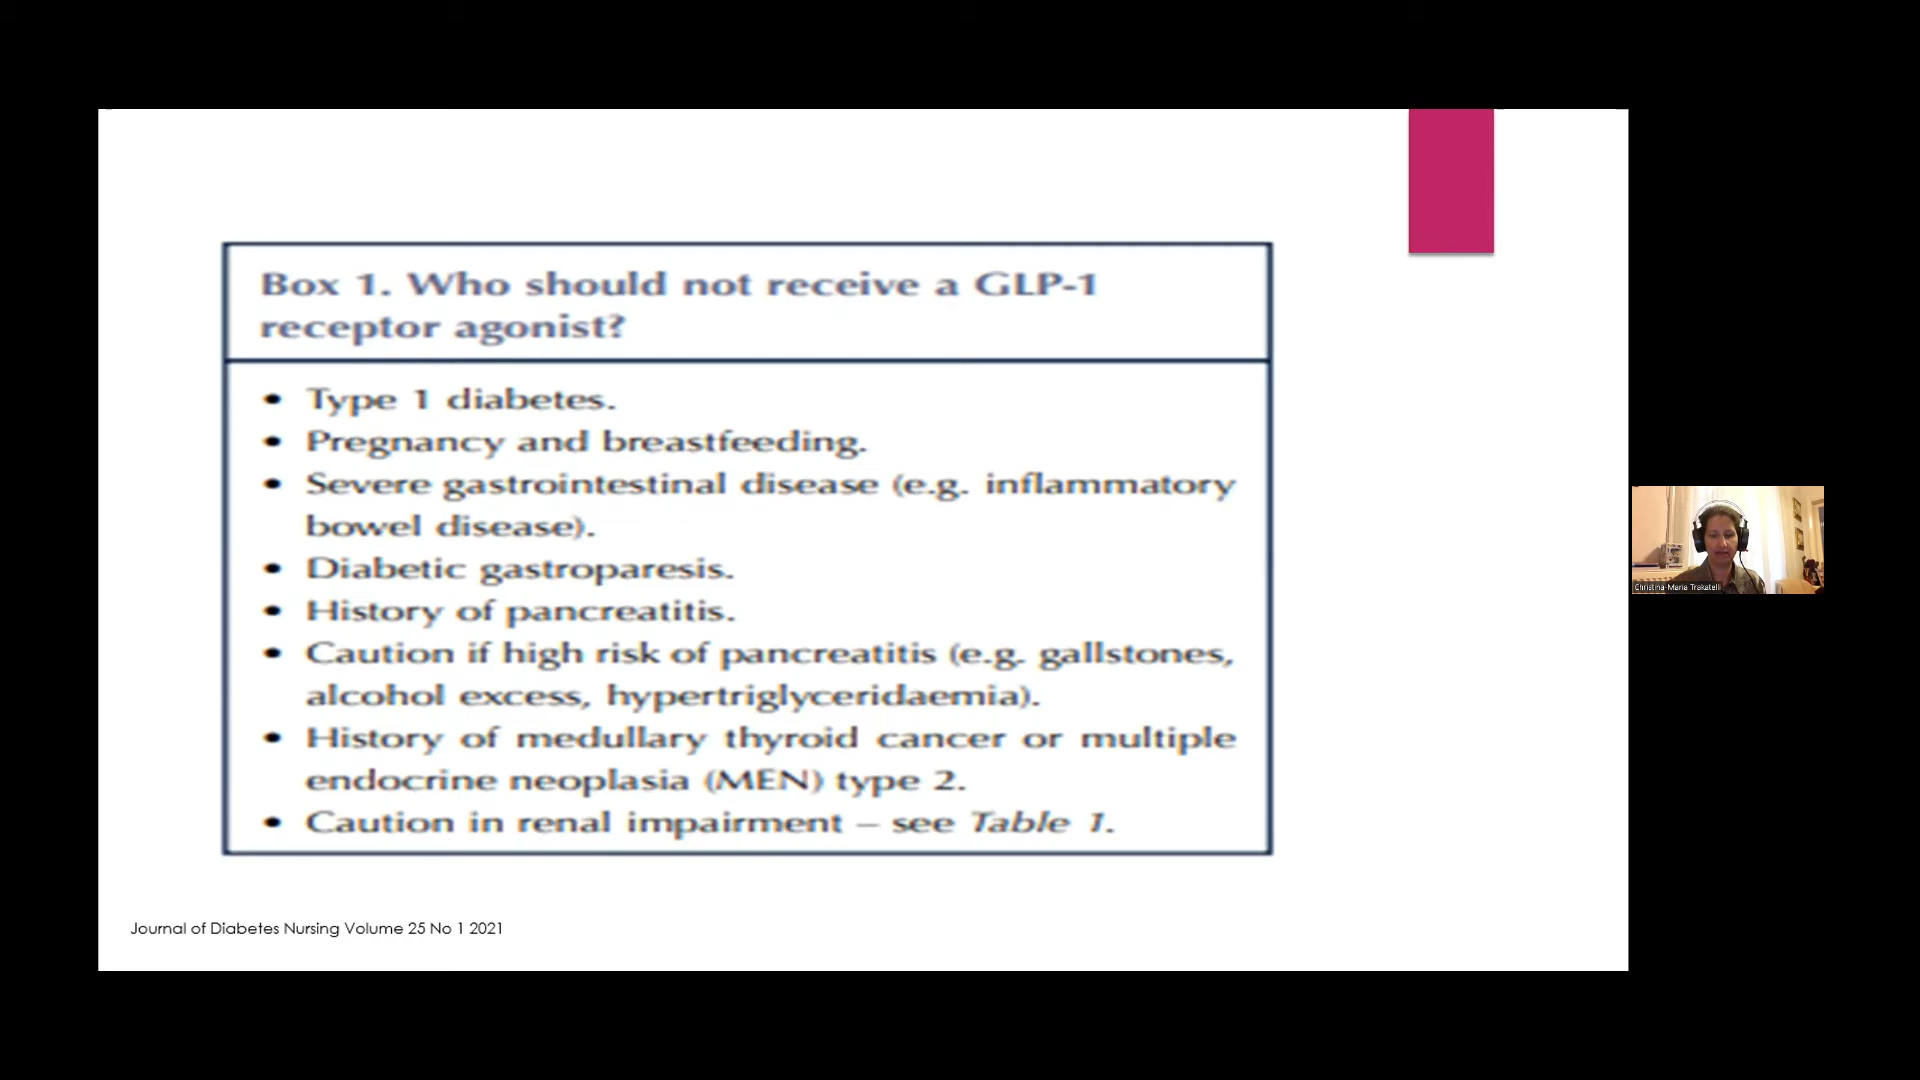 Box 1. Who should not receive a GLP-1
receptor agonist?
• Type 1 diabetes.
• Pregnancy and breastfeeding.
• Severe gastrointestinal disease (e.g. inflammatory
bowel disease).
• Diabetic gastroparesis.
• History of pancreatitis.
• Caution if high risk of pancreatitis (e.g. gallstones,
alcohol excess, hypertriglyceridaemia).
• History of medullary thyroid cancer or multiple
endocrine neoplasia (MEN) type 2.
• Caution in renal impairment – see Table 1.
Journal of Diabetes Nursing Volume 25 No 1 2021
Christina-Maria Trakatelli